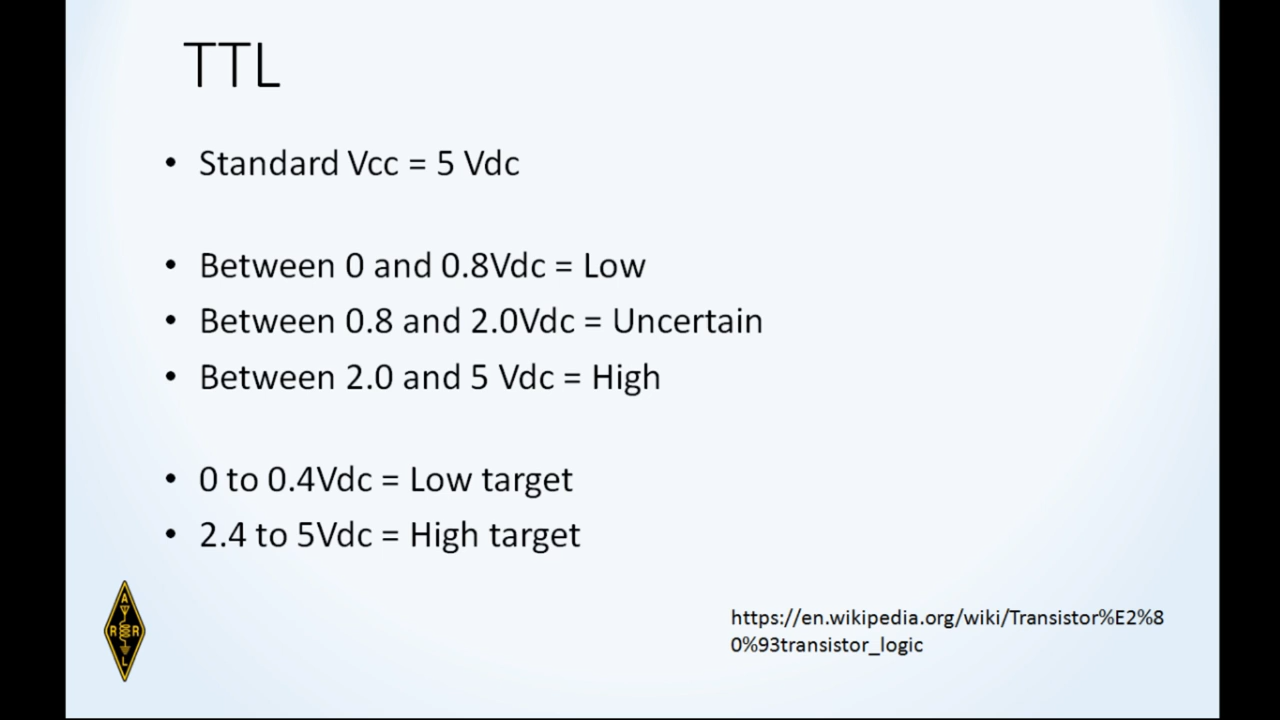 TTL
• Standard Vcc = 5 Vdc
• Between 0 and 0.8Vdc = Low
• Between 0.8 and 2.0Vdc = Uncertain
• Between 2.0 and 5 Vdc = High
• 0 to 0.4Vdc = Low target
• 2.4 to 5Vdc = High target
A
R R
L
https://en.wikipedia.org/wiki/Transistor%E2%8
0%93transistor_logic